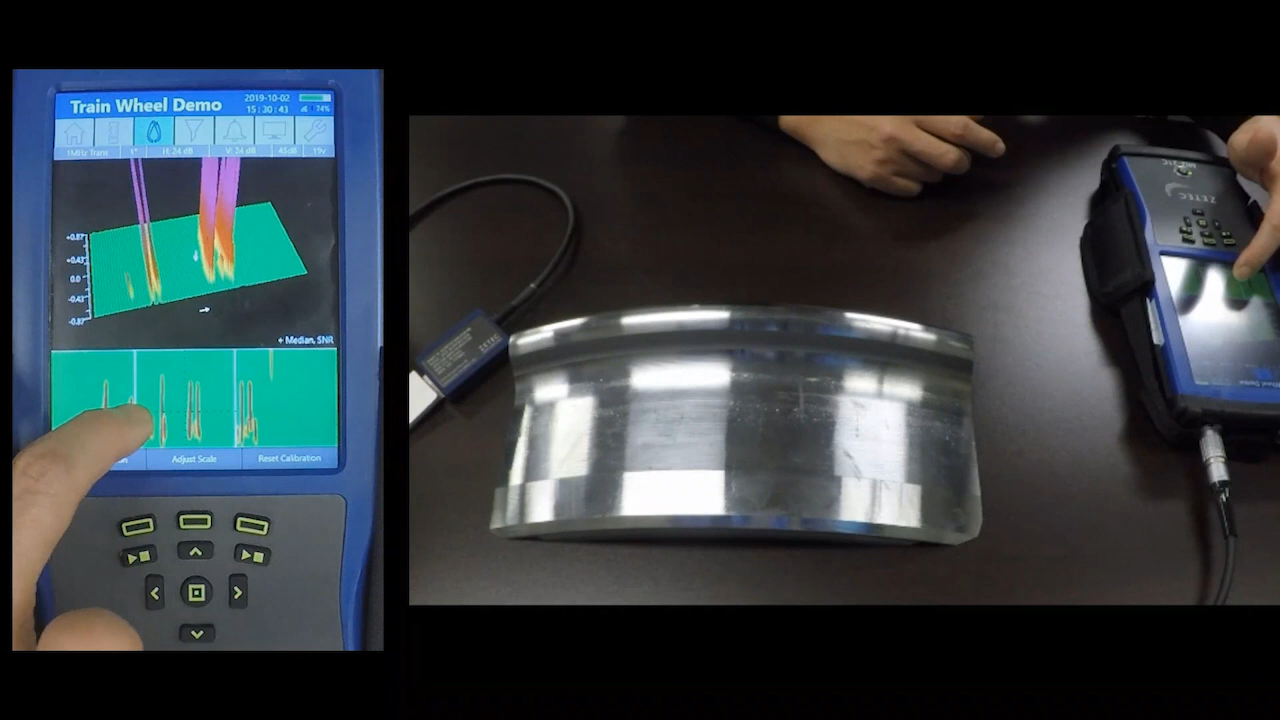 Train Wheel Demo
2019-10-02
15:30:43
74%
1MHz Trans
H: 24 dB
V: 24 dB
43dB
19v
+0.87
+0.43
0.0
-0.43
-0.87
+ Median, SNR
Adjust Scale
Reset Calibration
ZETEC
ZETEC